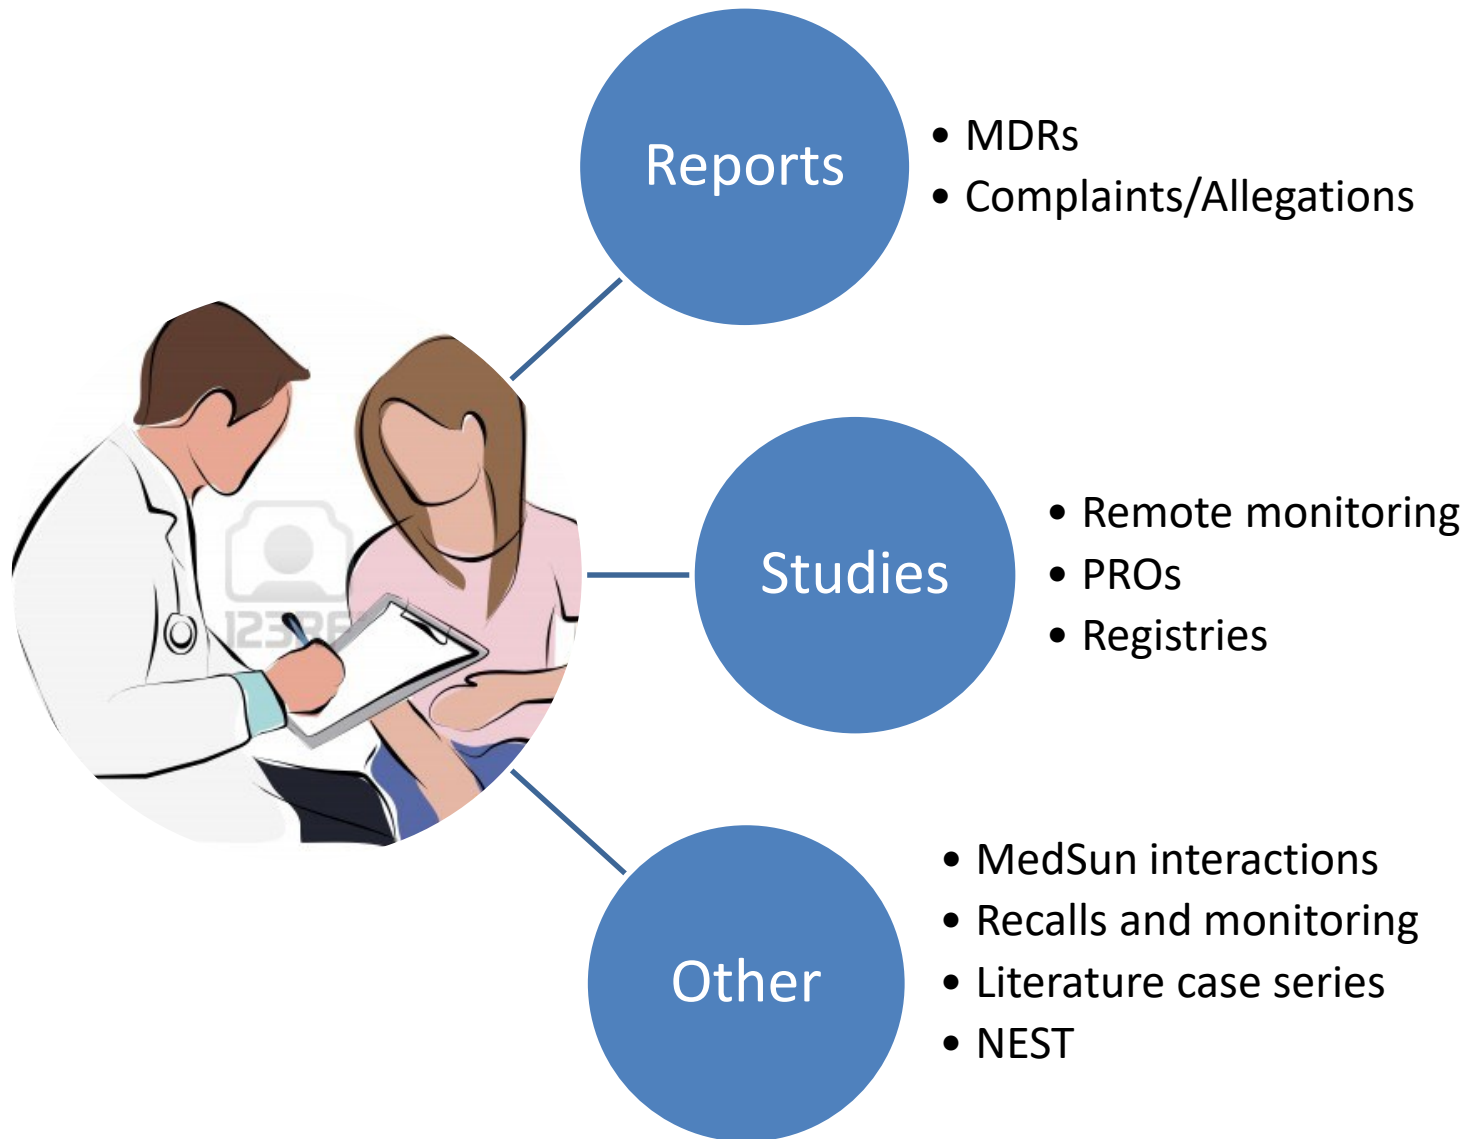 Reports
• MDRs
• Complaints/Allegations
Studies
• Remote monitoring
• PROs
• Registries
Other
• MedSun interactions
• Recalls and monitoring
• Literature case series
• NEST